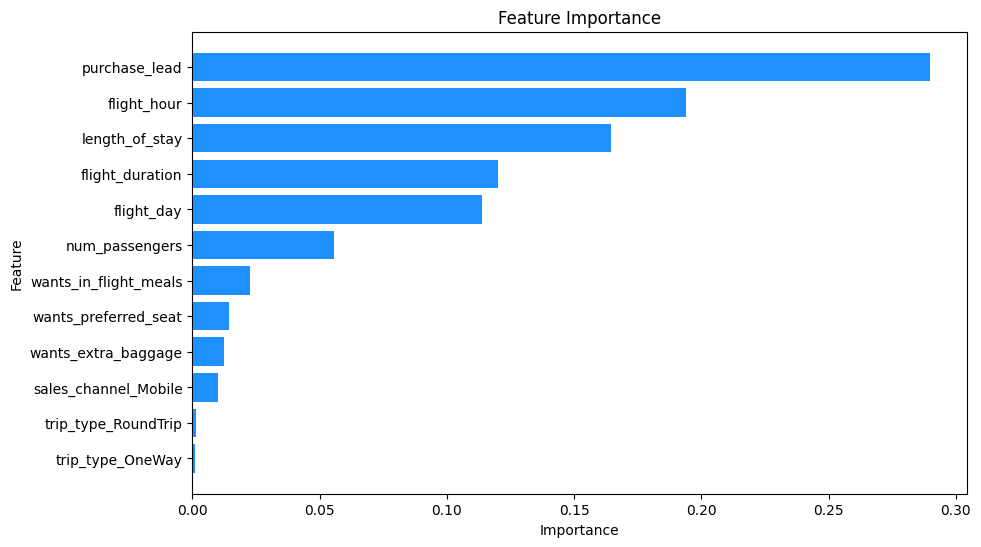 Feature Importance
purchase_lead
flight_hour
length_of_stay
flight_duration
flight_day
num_passengers
wants_in_flight_meals
wants_preferred_seat
wants_extra_baggage
sales_channel_Mobile
trip_type_RoundTrip
trip_type_OneWay
Feature
0.00 0.05 0.10 0.15 0.20 0.25 0.30
Importance